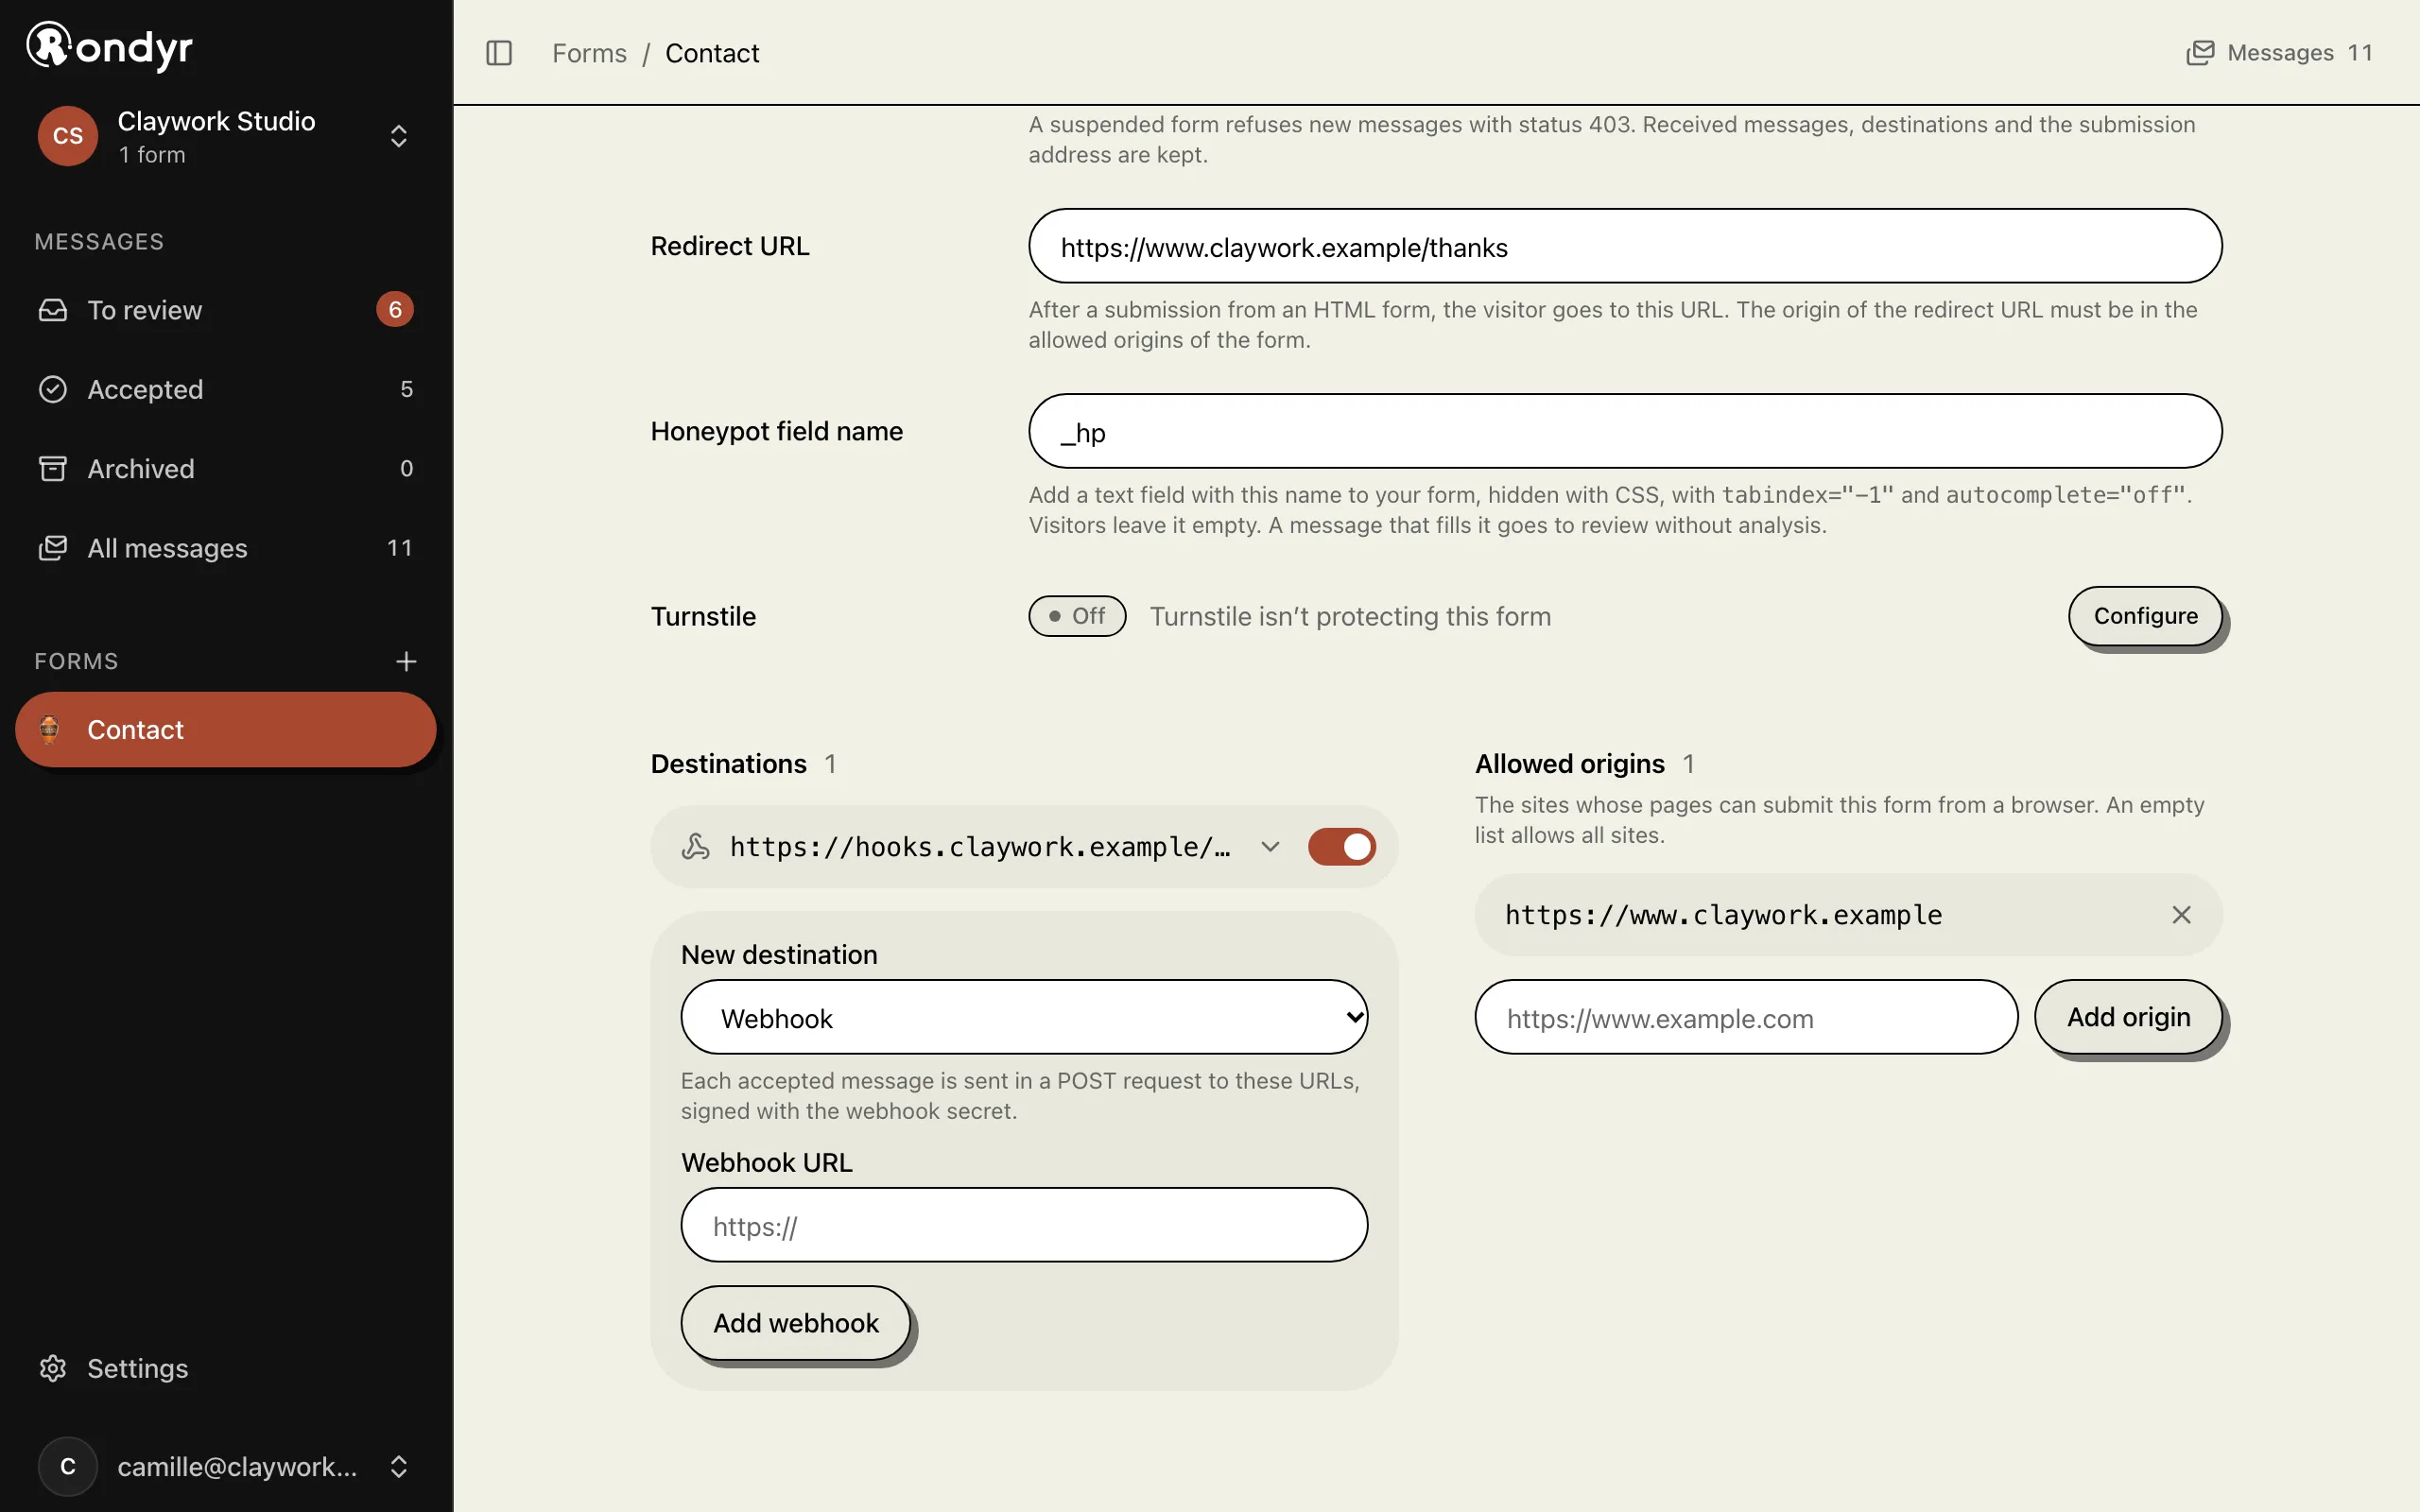 Rondyr
CS
Claywork Studio
1 form
MESSAGES
To review
6
Accepted
5
Archived
0
All messages
11
FORMS
Contact
Settings
C
camille@claywork...
Forms / Contact
Messages 11
A suspended form refuses new messages with status 403. Received messages, destinations and the submission
address are kept.
Redirect URL
https://www.claywork.example/thanks
After a submission from an HTML form, the visitor goes to this URL. The origin of the redirect URL must be in the
allowed origins of the form.
Honeypot field name
_hp
Add a text field with this name to your form, hidden with CSS, with tabindex="-1" and autocomplete="off".
Visitors leave it empty. A message that fills it goes to review without analysis.
Turnstile
Off
Turnstile isn’t protecting this form
Configure
Destinations 1
https://hooks.claywork.example/…
New destination
Webhook
Each accepted message is sent in a POST request to these URLs,
signed with the webhook secret.
Webhook URL
https://
Add webhook
Allowed origins 1
The sites whose pages can submit this form from a browser. An empty
list allows all sites.
https://www.claywork.example
https://www.example.com
Add origin